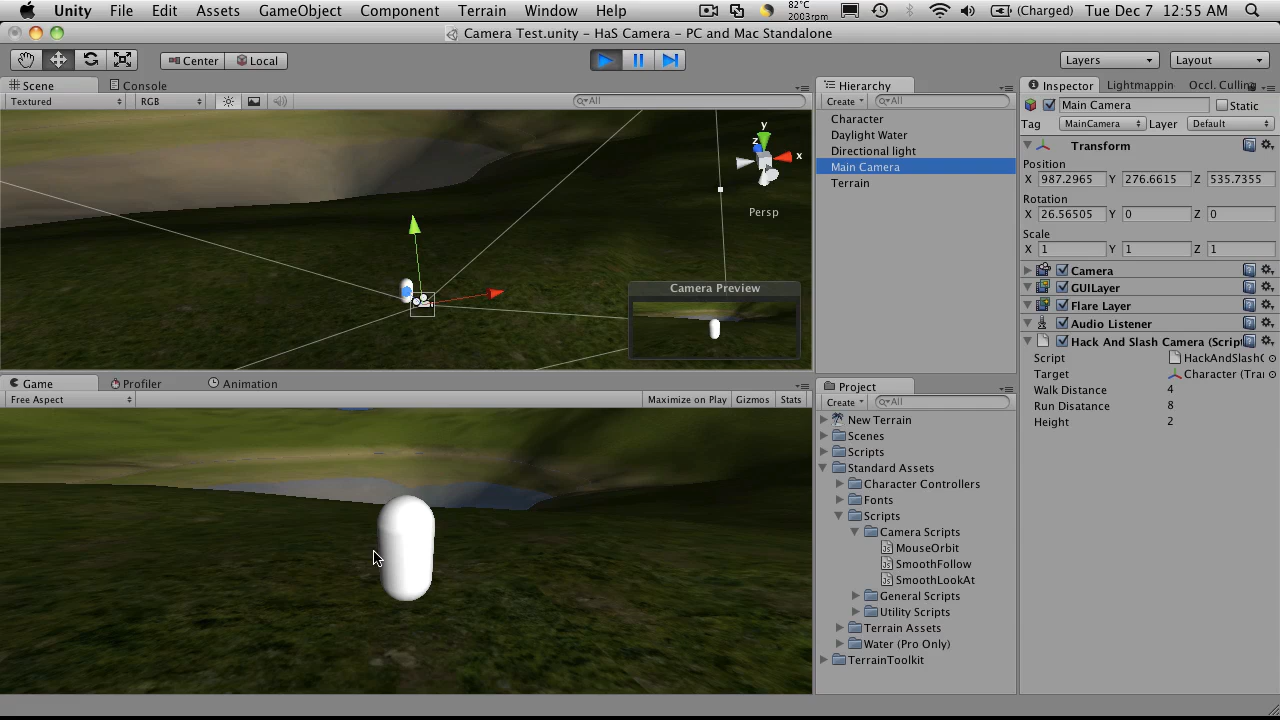 Unity File Edit Assets GameObject Component Terrain Window Help 82°C 2003rpm (Charged) Tue Dec 7 12:55 AM
Camera Test.unity – HaS Camera – PC and Mac Standalone
Center Local Layers Layout
Scene Console
Textured RGB All
y
z
x
Persp
Camera Preview
Game Profiler Animation
Free Aspect Maximize on Play Gizmos Stats
Hierarchy
Create All
Character
Daylight Water
Directional light
Main Camera
Terrain
Project
Create All
New Terrain
Scenes
Scripts
Standard Assets
Character Controllers
Fonts
Scripts
Camera Scripts
MouseOrbit
SmoothFollow
SmoothLookAt
General Scripts
Utility Scripts
Terrain Assets
Water (Pro Only)
TerrainToolkit
Inspector Lightmappin Occl. Culling
Main Camera Static
Tag MainCamera Layer Default
Transform
Position
X 987.2965 Y 276.6615 Z 535.7355
Rotation
X 26.56505 Y 0 Z 0
Scale
X 1 Y 1 Z 1
Camera
GUILayer
Flare Layer
Audio Listener
Hack And Slash Camera (Script
Script HackAndSlash(
Target Character (Tra
Walk Distance 4
Run Disatance 8
Height 2